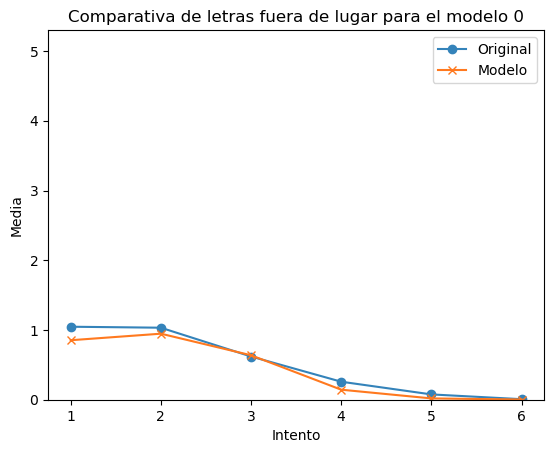 Comparativa de letras fuera de lugar para el modelo 0
Original
Modelo
5
4
3
2
1
0
Media
1 2 3 4 5 6
Intento